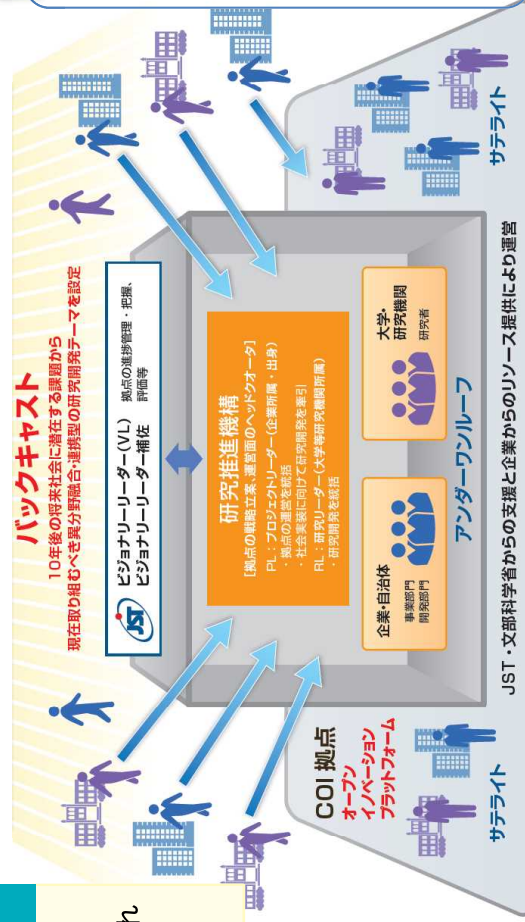 バックキャスト
10年後の将来社会に潜在する課題から
現在取り組むべき異分野融合・連携型の研究開発テーマを設定
JST
ビジョナリーリーダー(VL)
ビジョナリーリーダー補佐
拠点の進捗管理・把握、
評価等
研究推進機構
[拠点の戦略立案、運営面のヘッドクオータ]
PL:プロジェクトリーダー(企業所属・出身)
・拠点の運営を統括
・社会実装に向けて研究開発を牽引
RL:研究リーダー(大学等研究機関所属)
・研究開発を統括
企業・自治体
事業部門
開発部門
大学・
研究機関
研究者
アンダーワンルーフ
COI 拠点
オープン
イノベーション
プラットフォーム
サテライト
サテライト
JST・文部科学省からの支援と企業からのリソース提供により運営
れ